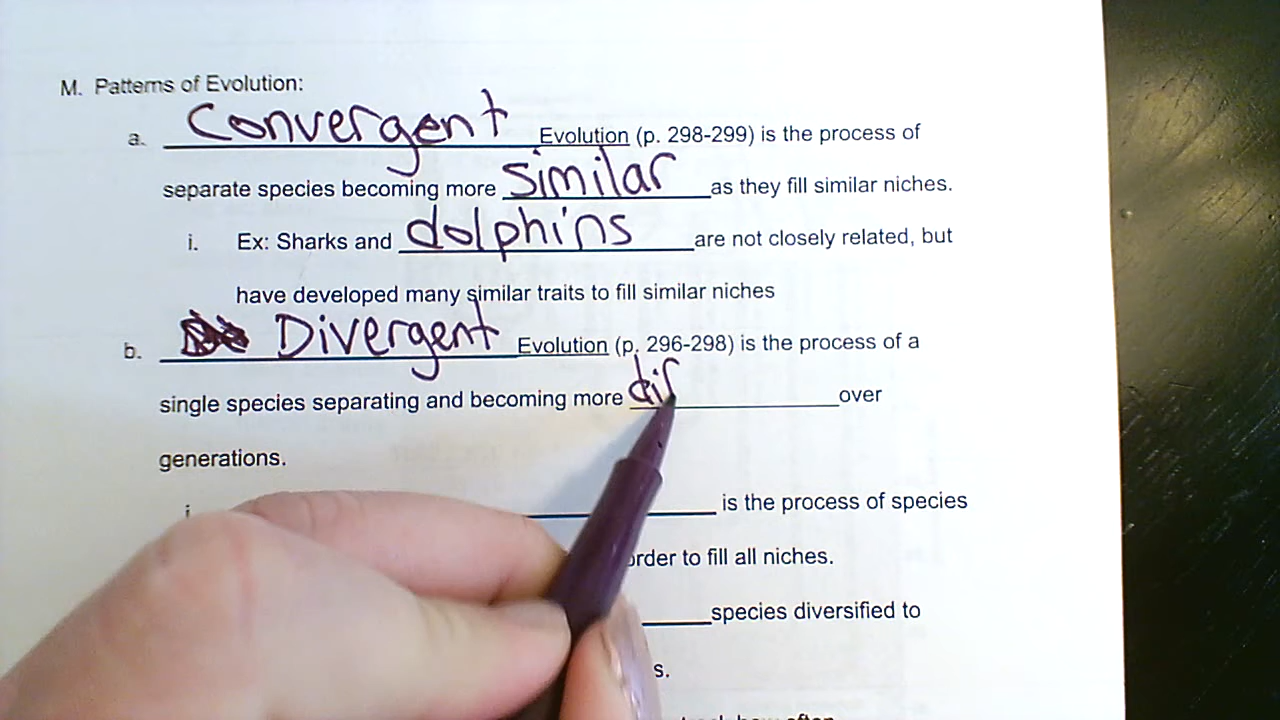 M. Patterns of Evolution:
a. Convergent Evolution (p. 298-299) is the process of
separate species becoming more similar as they fill similar niches.
i. Ex: Sharks and dolphins are not closely related, but
have developed many similar traits to fill similar niches
b. Divergent Evolution (p. 296-298) is the process of a
single species separating and becoming more dif over
generations.
i. is the process of species
order to fill all niches.
species diversified to
s.
how often